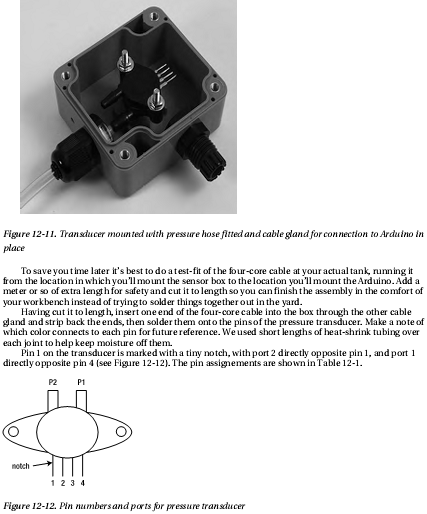 Figure 12-11. Transducer mounted with pressure hose fitted and cable gland for connection to Arduino in
place
To save you time later it's best to do a test-fit of the four-core cable at your actual tank, running it
from the location in which you'll mount the sensor box to the location you'll mount the Arduino. Add a
meter or so of extra length for safety and cut it to length so you can finish the assembly in the comfort of
your workbench instead of trying to solder things together out in the yard.
Having cut it to length, insert one end of the four-core cable into the box through the other cable
gland and strip back the ends, then solder them onto the pins of the pressure transducer. Make a note of
which color connects to each pin for future reference. We used short lengths of heat-shrink tubing over
each joint to help keep moisture off them.
Pin 1 on the transducer is marked with a tiny notch, with port 2 directly opposite pin 1, and port 1
directly opposite pin 4 (see Figure 12-12). The pin assignements are shown in Table 12-1.
P2 P1
notch
1 2 3 4
Figure 12-12. Pin numbers and ports for pressure transducer